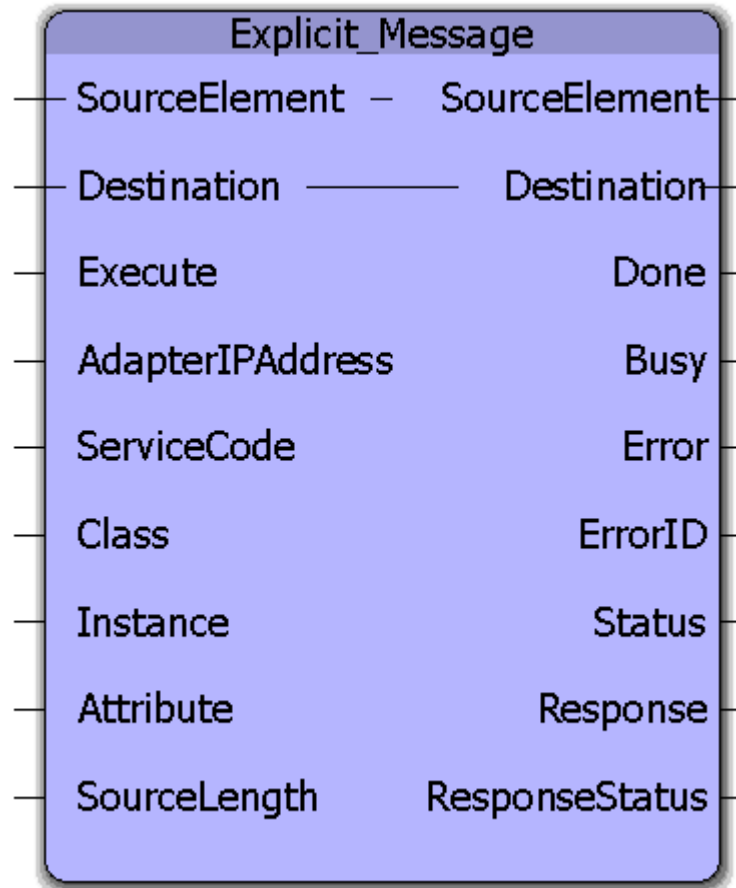 Explicit_Message
SourceElement SourceElement
Destination Destination
Execute Done
AdapterIPAddress Busy
ServiceCode Error
Class ErrorID
Instance Status
Attribute Response
SourceLength ResponseStatus